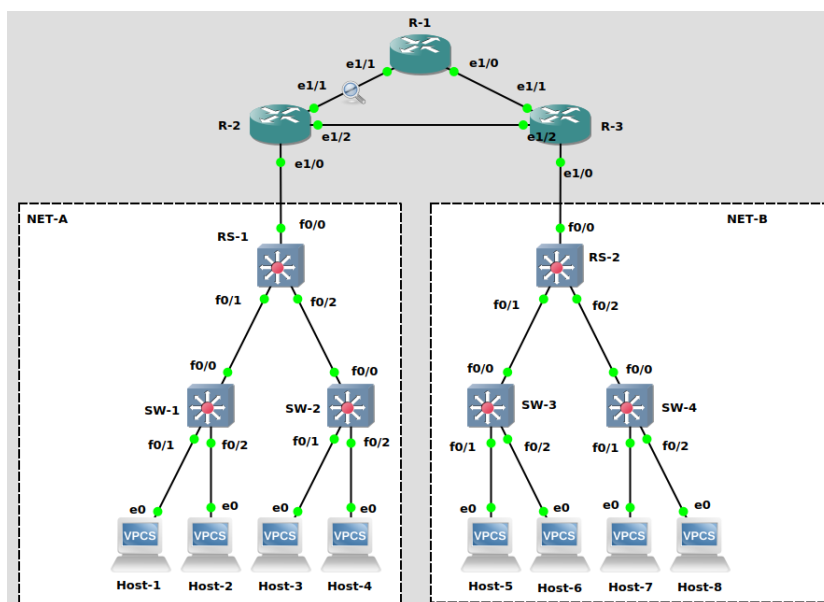 R-1
e1/1
e1/0
e1/1
e1/1
R-2
e1/2
e1/2
R-3
e1/0
e1/0
NET-A
NET-B
f0/0
f0/0
RS-1
RS-2
f0/1
f0/2
f0/1
f0/2
f0/0
f0/0
f0/0
f0/0
SW-1
SW-2
SW-3
SW-4
f0/1
f0/2
f0/1
f0/2
f0/1
f0/2
f0/1
f0/2
e0
e0
e0
e0
e0
e0
e0
e0
VPCS
VPCS
VPCS
VPCS
VPCS
VPCS
VPCS
VPCS
Host-1
Host-2
Host-3
Host-4
Host-5
Host-6
Host-7
Host-8